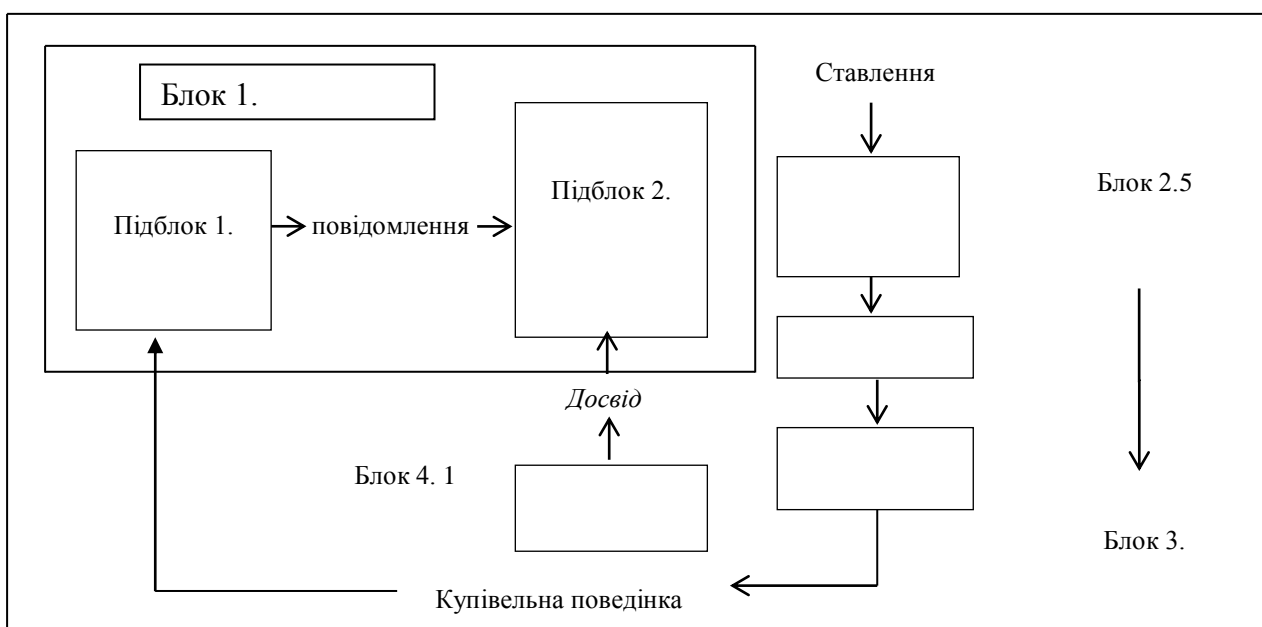 Блок 1.
Ставлення
Підблок 1.
повідомлення
Підблок 2.
Блок 2.5
Досвід
Блок 4. 1
Блок 3.
Купівельна поведінка